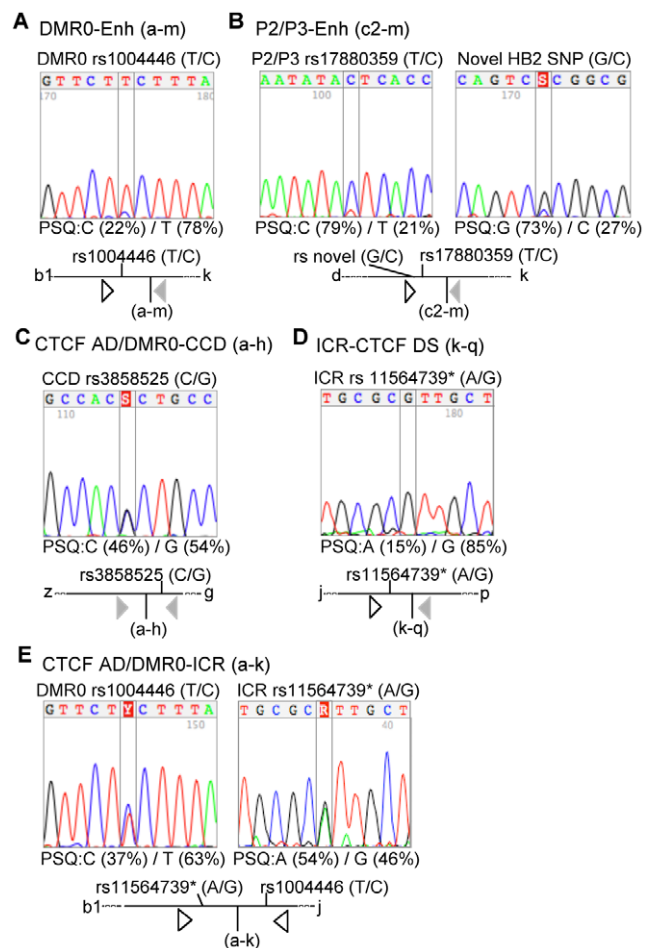 A DMR0-Enh (a-m)
DMR0 rs1004446 (T/C)
G T T C T T C T T T A
170 180
PSQ:C (22%) / T (78%)
rs1004446 (T/C)
b1 k
(a-m)
B P2/P3-Enh (c2-m)
P2/P3 rs17880359 (T/C)
A A T A T A C T C A C C
100
PSQ:C (79%) / T (21%)
Novel HB2 SNP (G/C)
C A G T C S C G G C G
170
PSQ:G (73%) / C (27%)
rs novel (G/C) rs17880359 (T/C)
d k
(c2-m)
C CTCF AD/DMR0-CCD (a-h)
CCD rs3858525 (C/G)
G C C A C S C T G C C
110
PSQ:C (46%) / G (54%)
rs3858525 (C/G)
z g
(a-h)
D ICR-CTCF DS (k-q)
ICR rs 11564739* (A/G)
T G C G C G T T G C T
180
PSQ:A (15%) / G (85%)
rs11564739* (A/G)
j p
(k-q)
E CTCF AD/DMR0-ICR (a-k)
DMR0 rs1004446 (T/C)
G T T C T Y C T T T A
150
PSQ:C (37%) / T (63%)
ICR rs11564739* (A/G)
T G C G C R T T G C T
40
PSQ:A (54%) / G (46%)
rs11564739* (A/G) rs1004446 (T/C)
b1 j
(a-k)